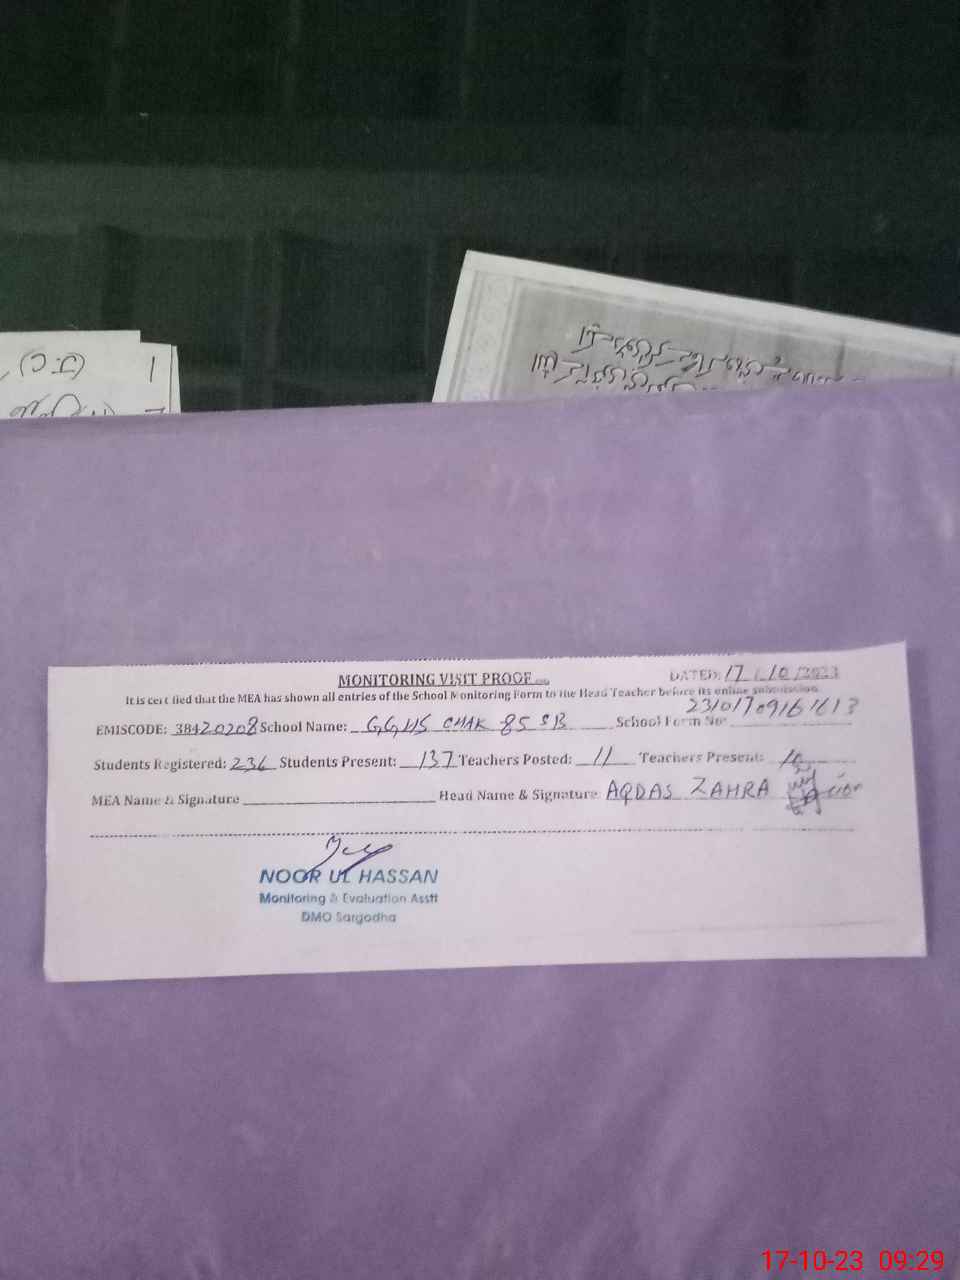 MONITORING VISIT PROOF
DATED: 17/10/2023
It is certified that the MEA has shown all entries of the School Monitoring Form to the Head Teacher before its online submission.
EMISCODE: 38420208 School Name: G,G,HS CHAK 85 SB School Form No: 23101709161613
Students Registered: 236 Students Present: 137 Teachers Posted: 11 Teachers Present: 10
MEA Name & Signature Head Name & Signature AQDAS ZAHRA
NOOR UL HASSAN
Monitoring & Evaluation Asstt
DMO Sargodha
17-10-23 09:29